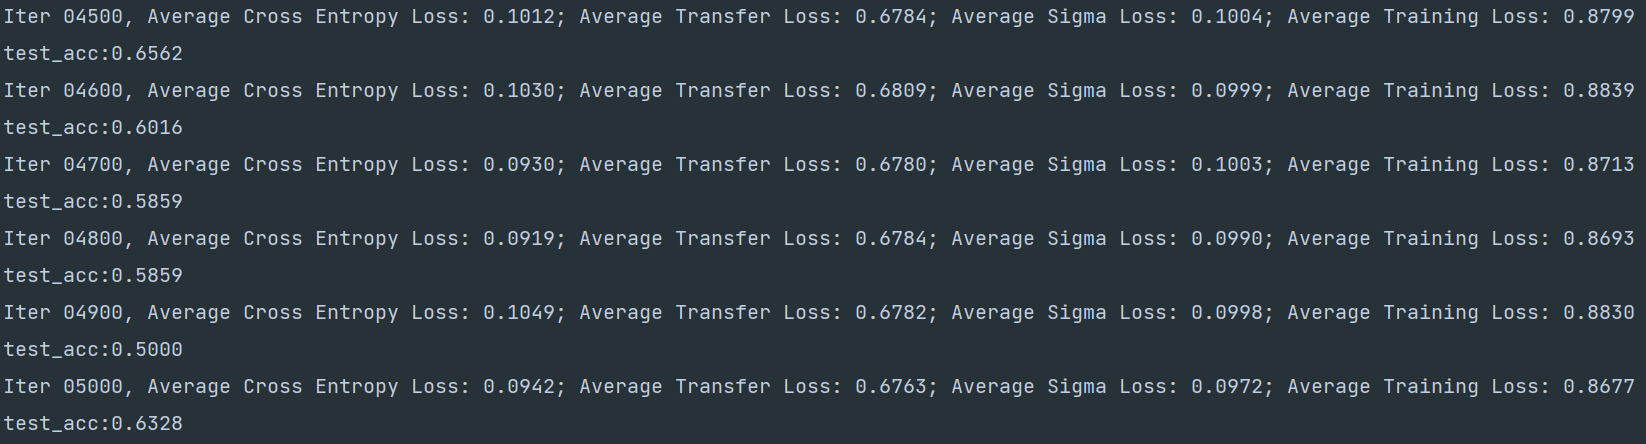 Iter 04500, Average Cross Entropy Loss: 0.1012; Average Transfer Loss: 0.6784; Average Sigma Loss: 0.1004; Average Training Loss: 0.8799
test_acc:0.6562
Iter 04600, Average Cross Entropy Loss: 0.1030; Average Transfer Loss: 0.6809; Average Sigma Loss: 0.0999; Average Training Loss: 0.8839
test_acc:0.6016
Iter 04700, Average Cross Entropy Loss: 0.0930; Average Transfer Loss: 0.6780; Average Sigma Loss: 0.1003; Average Training Loss: 0.8713
test_acc:0.5859
Iter 04800, Average Cross Entropy Loss: 0.0919; Average Transfer Loss: 0.6784; Average Sigma Loss: 0.0990; Average Training Loss: 0.8693
test_acc:0.5859
Iter 04900, Average Cross Entropy Loss: 0.1049; Average Transfer Loss: 0.6782; Average Sigma Loss: 0.0998; Average Training Loss: 0.8830
test_acc:0.5000
Iter 05000, Average Cross Entropy Loss: 0.0942; Average Transfer Loss: 0.6763; Average Sigma Loss: 0.0972; Average Training Loss: 0.8677
test_acc:0.6328